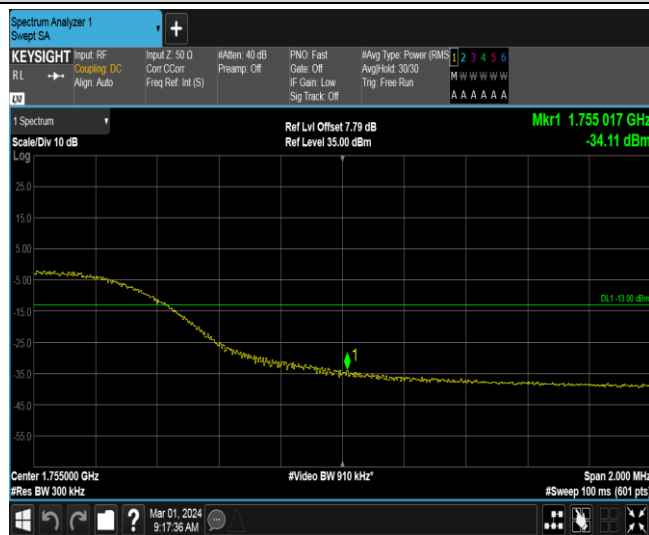 Spectrum Analyzer 1
Swept SA
KEYSIGHT
RL
LXI
Input: RF
Coupling: DC
Align: Auto
Input Z: 50 Ω
Corr CCorr
Freq Ref: Int (S)
#Atten: 40 dB
Preamp: Off
PNO: Fast
Gate: Off
IF Gain: Low
Sig Track: Off
#Avg Type: Power (RMS
Avg|Hold: 30/30
Trig: Free Run
1 2 3 4 5 6
M W W W W W
A A A A A A
1 Spectrum
Scale/Div 10 dB
Log
Ref Lvl Offset 7.79 dB
Ref Level 35.00 dBm
Mkr1 1.755 017 GHz
-34.11 dBm
25.0
15.0
5.00
-5.00
DL1 -13.00 dBm
-15.0
-25.0
1
-35.0
-45.0
-55.0
Center 1.755000 GHz
#Res BW 300 kHz
#Video BW 910 kHz*
Span 2.000 MHz
#Sweep 100 ms (601 pts)
?
Mar 01, 2024
9:17:36 AM